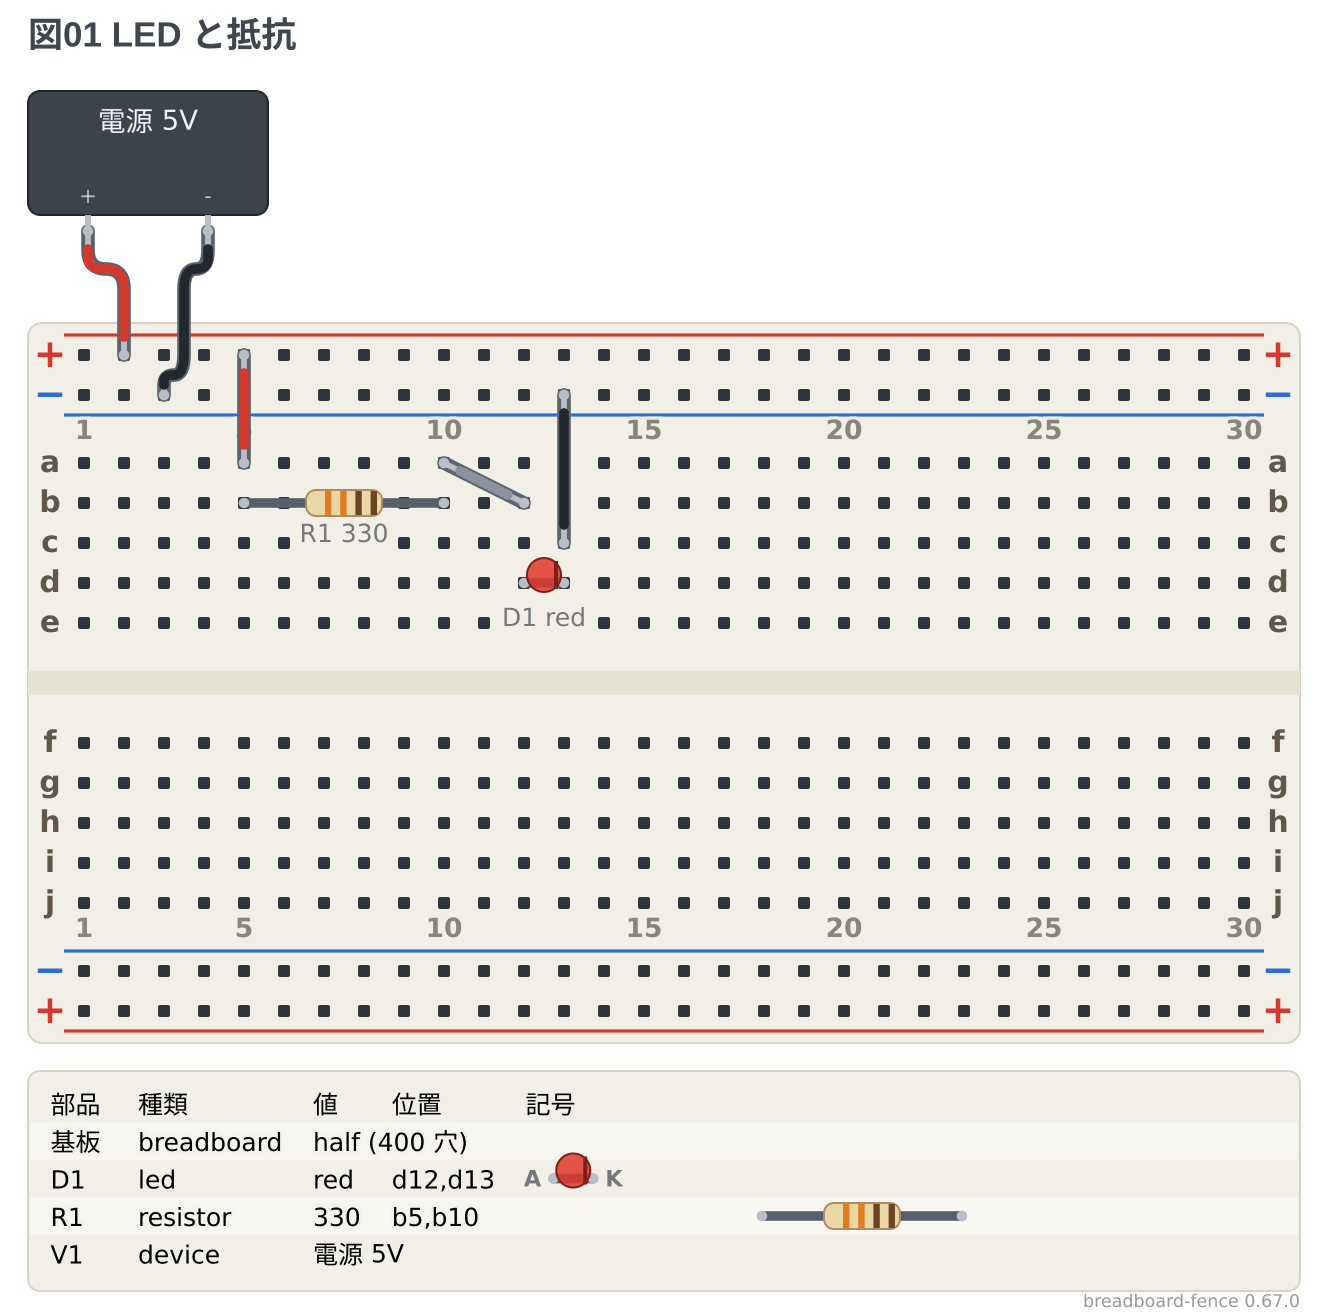 図01 LED と抵抗
電源 5V
+ -
+ +
− −
1 10 15 20 25 30
a a
b b
R1 330
c c
d d
D1 red
e e
f f
g g
h h
i i
j j
1 5 10 15 20 25 30
− −
+ +
部品 種類 値 位置 記号
基板 breadboard half (400 穴)
D1 led red d12,d13 A K
R1 resistor 330 b5,b10
V1 device 電源 5V
breadboard-fence 0.67.0